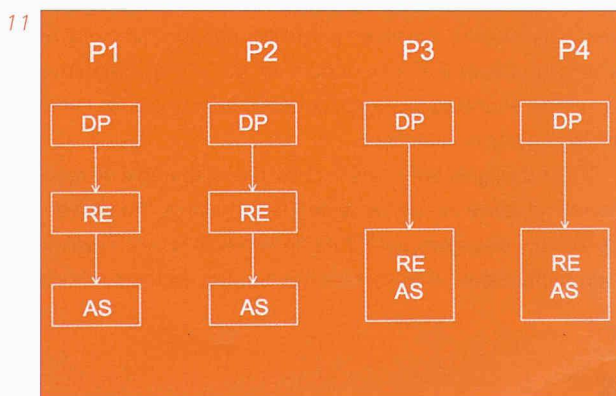 11
P1 P2 P3 P4
DP DP DP DP
RE RE RE RE
AS AS AS AS